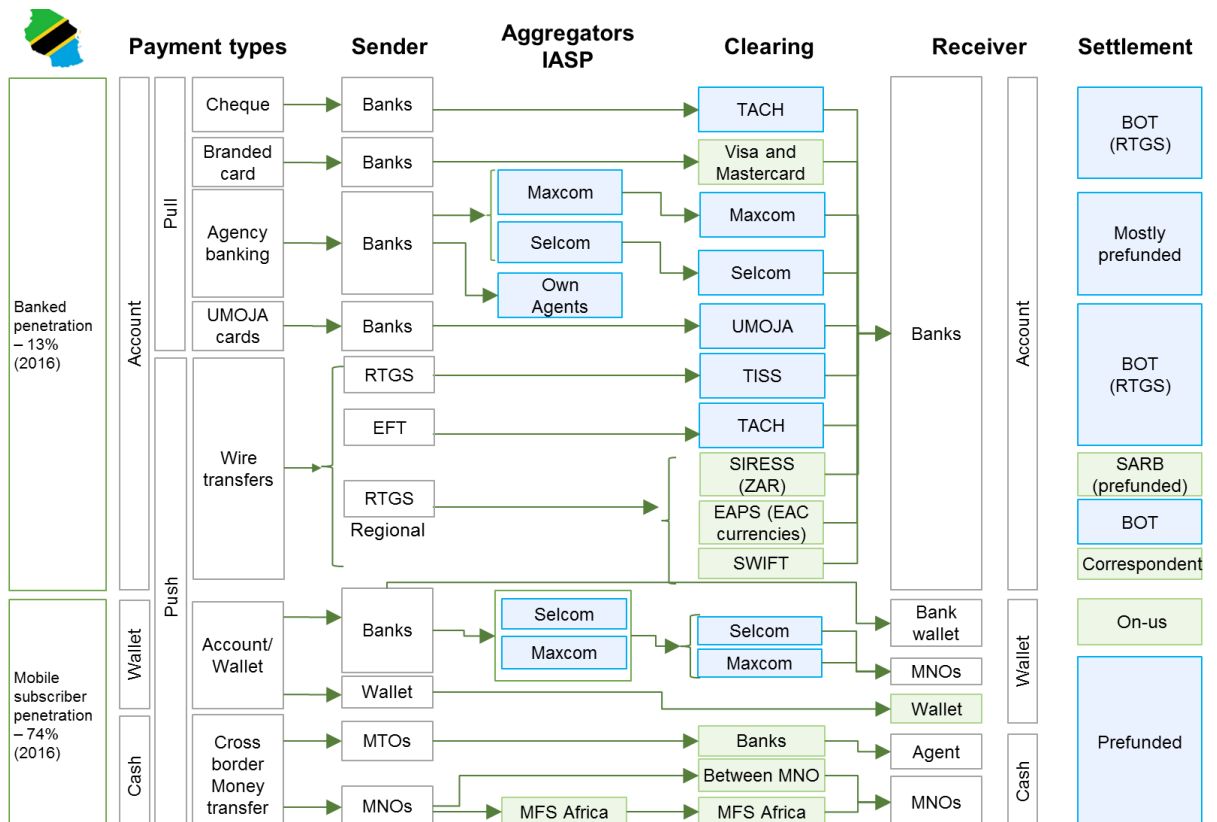 Payment types
Sender
Aggregators
IASP
Clearing
Receiver
Settlement
Banked
penetration
– 13%
(2016)
Account
Pull
Cheque
Banks
TACH
Branded
card
Banks
Visa and
Mastercard
Agency
banking
Banks
Maxcom
Selcom
Own
Agents
Maxcom
Selcom
UMOJA
cards
Banks
UMOJA
Push
Wire
transfers
RTGS
TISS
EFT
TACH
RTGS
Regional
SIRESS
(ZAR)
EAPS (EAC
currencies)
SWIFT
Banks
Account
BOT
(RTGS)
Mostly
prefunded
BOT
(RTGS)
SARB
(prefunded)
BOT
Correspondent
Mobile
subscriber
penetration
– 74%
(2016)
Wallet
Account/
Wallet
Banks
Selcom
Maxcom
Selcom
Maxcom
Bank
wallet
MNOs
Wallet
Wallet
Wallet
On-us
Cash
Cross
border
Money
transfer
MTOs
Banks
Agent
MNOs
Between MNO
MFS Africa
MFS Africa
MNOs
Cash
Prefunded